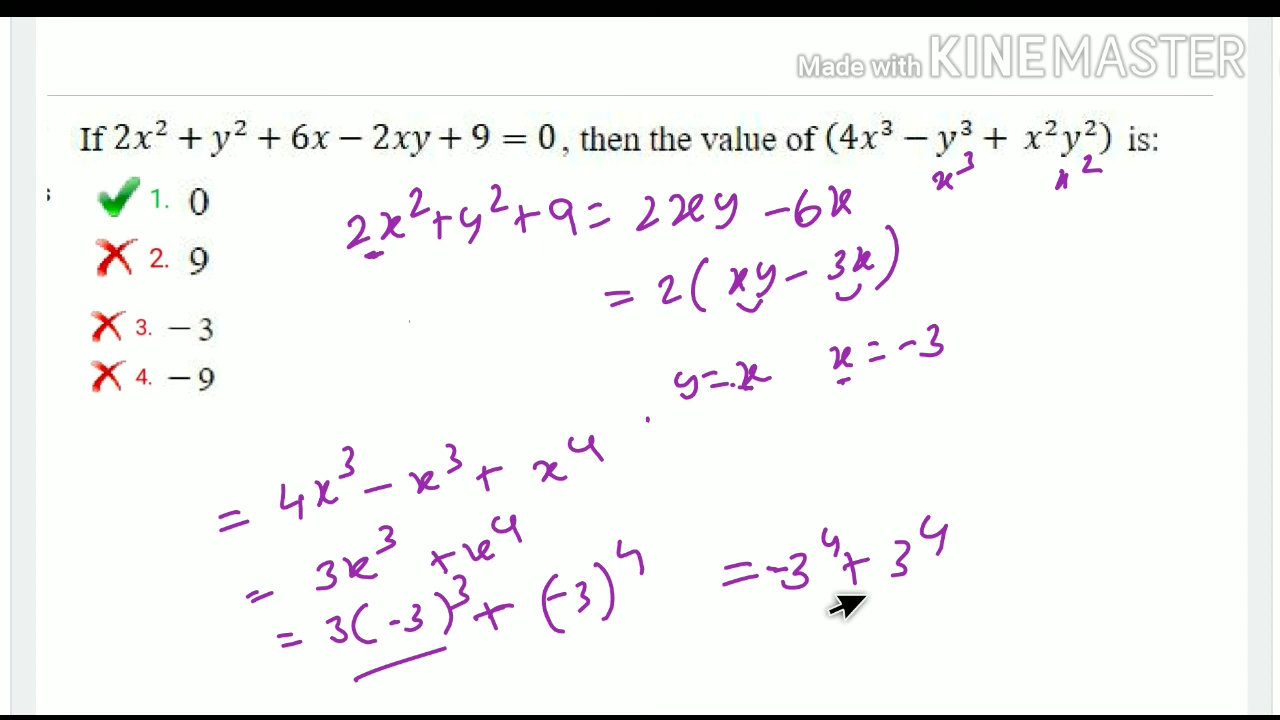 Made with KINEMASTER
If 2x² + y² + 6x − 2xy + 9 = 0, then the value of (4x³ − y³ + x²y²) is:
x³ x²
1. 0
2. 9
3. −3
4. −9
2x²+y²+9 = 2xy −6x
= 2(xy − 3x)
y=x x = −3
= 4x³ − x³ + x⁴
= 3x³ + x⁴
= 3(-3)³ + (-3)⁴ = -3⁴ + 3⁴